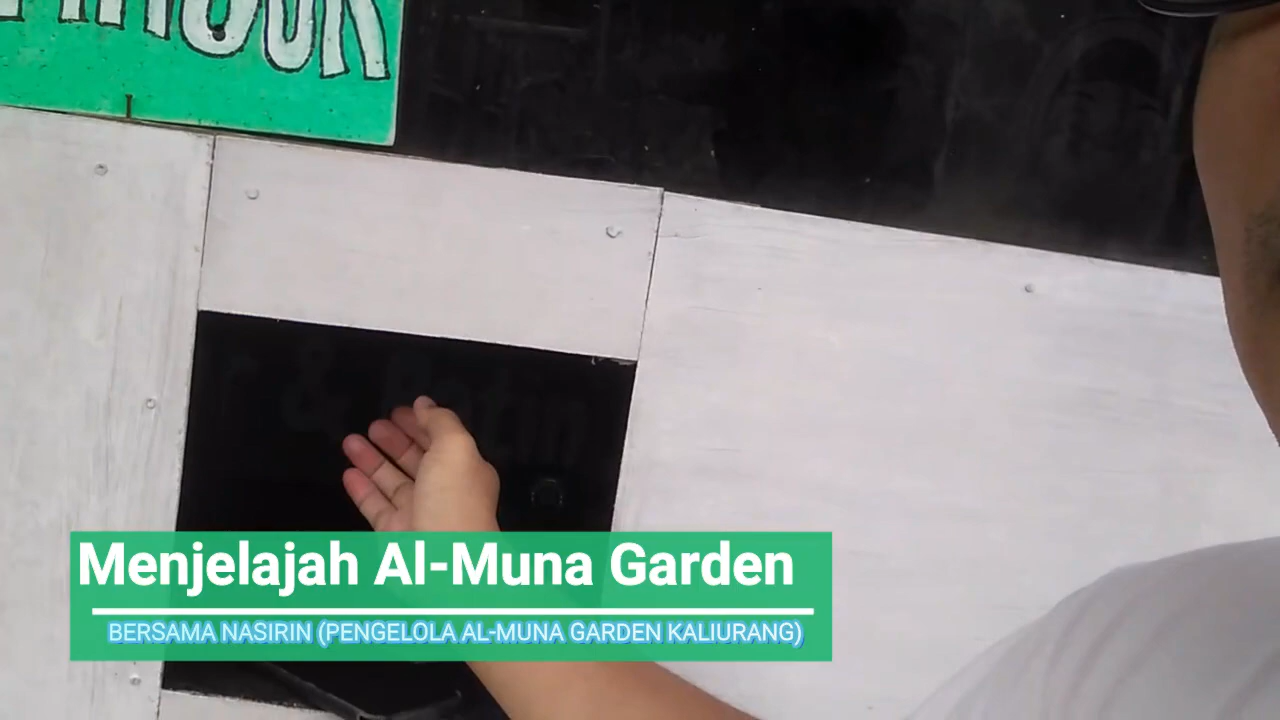 Menjelajah Al-Muna Garden
BERSAMA NASIRIN (PENGELOLA AL-MUNA GARDEN KALIURANG)